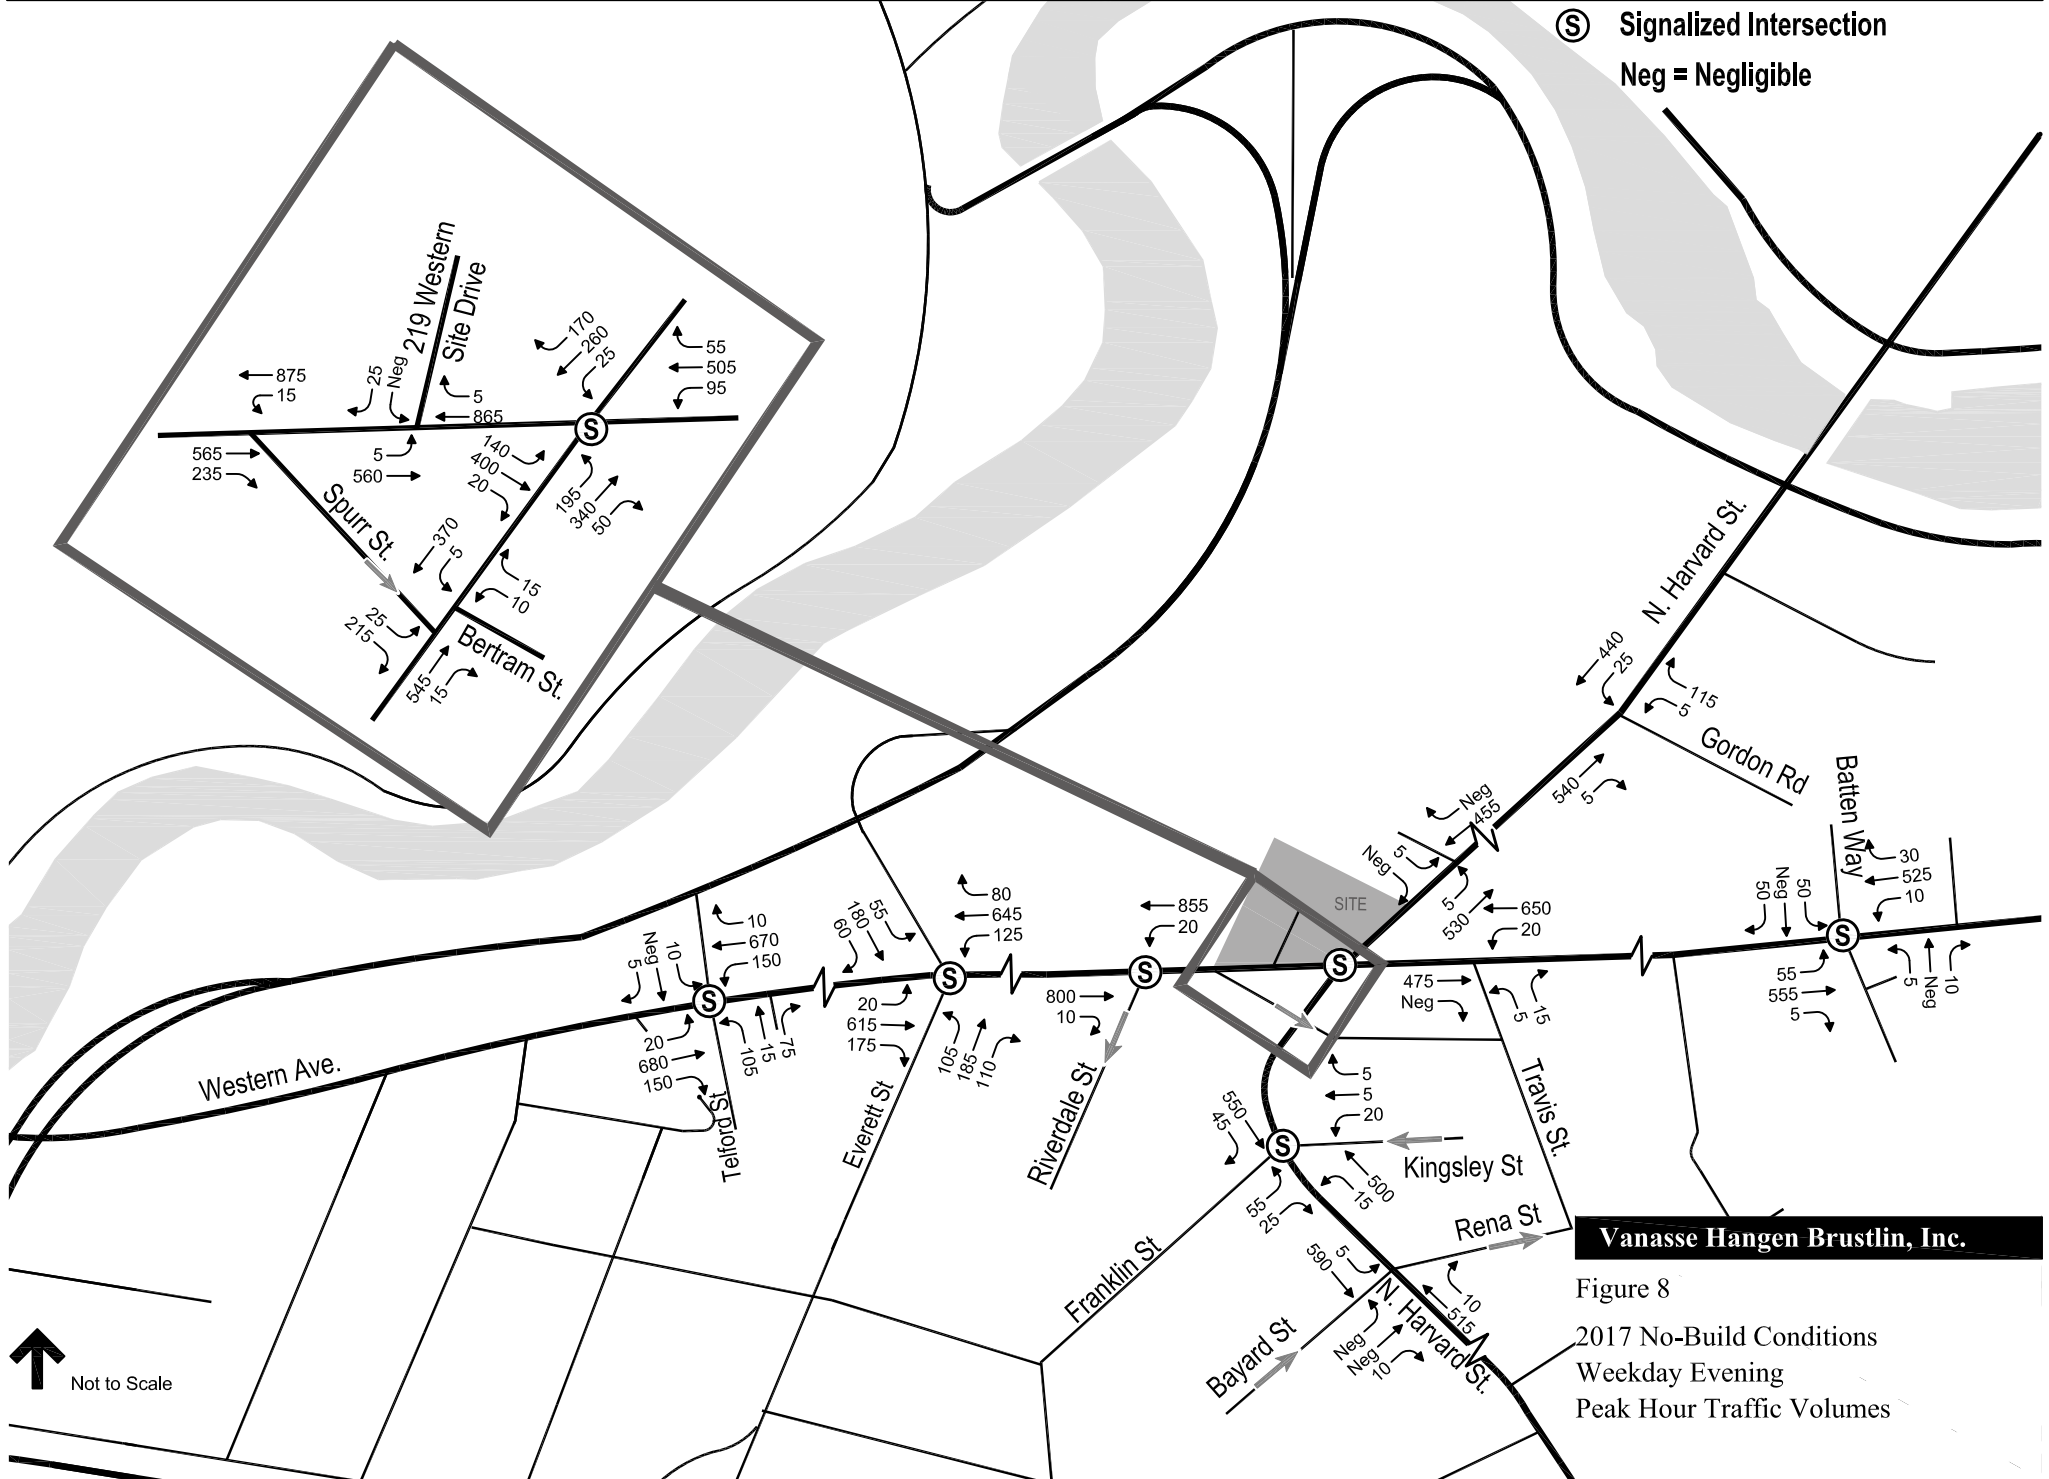 S Signalized Intersection
Neg = Negligible
219 Western
Site Drive
170
260
25
55
505
95
875
15
25
Neg
5
865
565
235
5
560
140
400
20
195
340
50
Spurr St.
370
5
15
10
25
215
545
15
Bertram St.
S
N. Harvard St.
440
25
115
5
Gordon Rd
540
5
Batten Way
Neg
455
5
Neg
SITE
5
530
650
20
475
Neg
5
15
Travis St.
50
Neg
50
30
525
10
S
55
555
5
5
Neg
10
855
20
S
800
10
Riverdale St
S
55
180
60
80
645
125
S
20
615
175
105
185
110
Everett St
10
670
150
10
Neg
5
S
20
680
150
105
15
75
Telford St
Western Ave.
5
5
20
550
45
S
Kingsley St
500
15
55
25
Franklin St
Rena St
5
590
10
515
Neg
Neg
10
N. Harvard St.
Bayard St
Vanasse Hangen Brustlin, Inc.
Figure 8
2017 No-Build Conditions
Weekday Evening
Peak Hour Traffic Volumes
Not to Scale